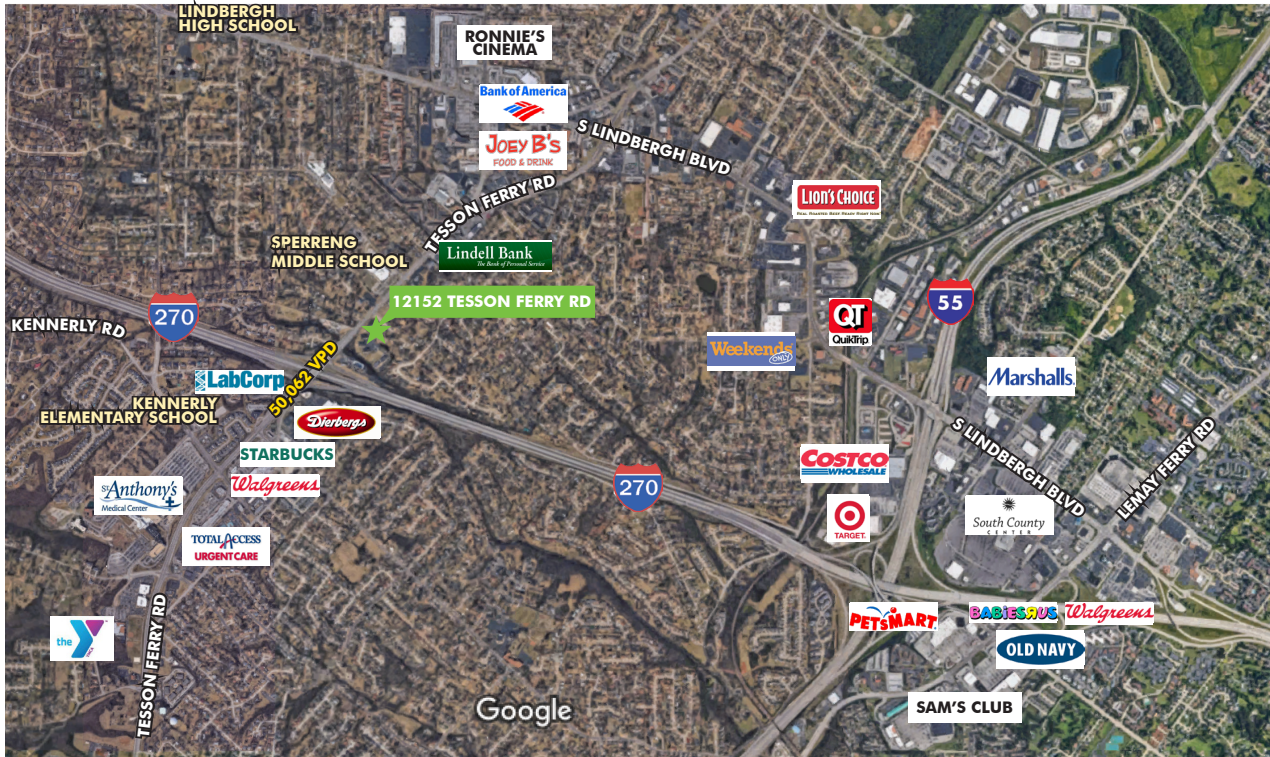 LINDBERGH
HIGH SCHOOL
RONNIE'S
CINEMA
Bank of America
JOEY B'S
FOOD & DRINK
S LINDBERGH BLVD
TESSON FERRY RD
LION'S CHOICE
SPERRENG
MIDDLE SCHOOL
Lindell Bank
The Bank of Personal Service
12152 TESSON FERRY RD
270
KENNERLY RD
55
QT
QuikTrip
Weekends
ONLY
50,062 VPD
LabCorp
Marshalls.
KENNERLY
ELEMENTARY SCHOOL
Dierbergs
STARBUCKS
Walgreens
St Anthony's
Medical Center
TOTAL ACCESS
URGENT CARE
COSTCO
WHOLESALE
270
TARGET.
S LINDBERGH BLVD
LEMAY FERRY RD
South County
CENTER
PETSMART
BABIESRUS
Walgreens
OLD NAVY
SAM'S CLUB
the Y
TESSON FERRY RD
Google